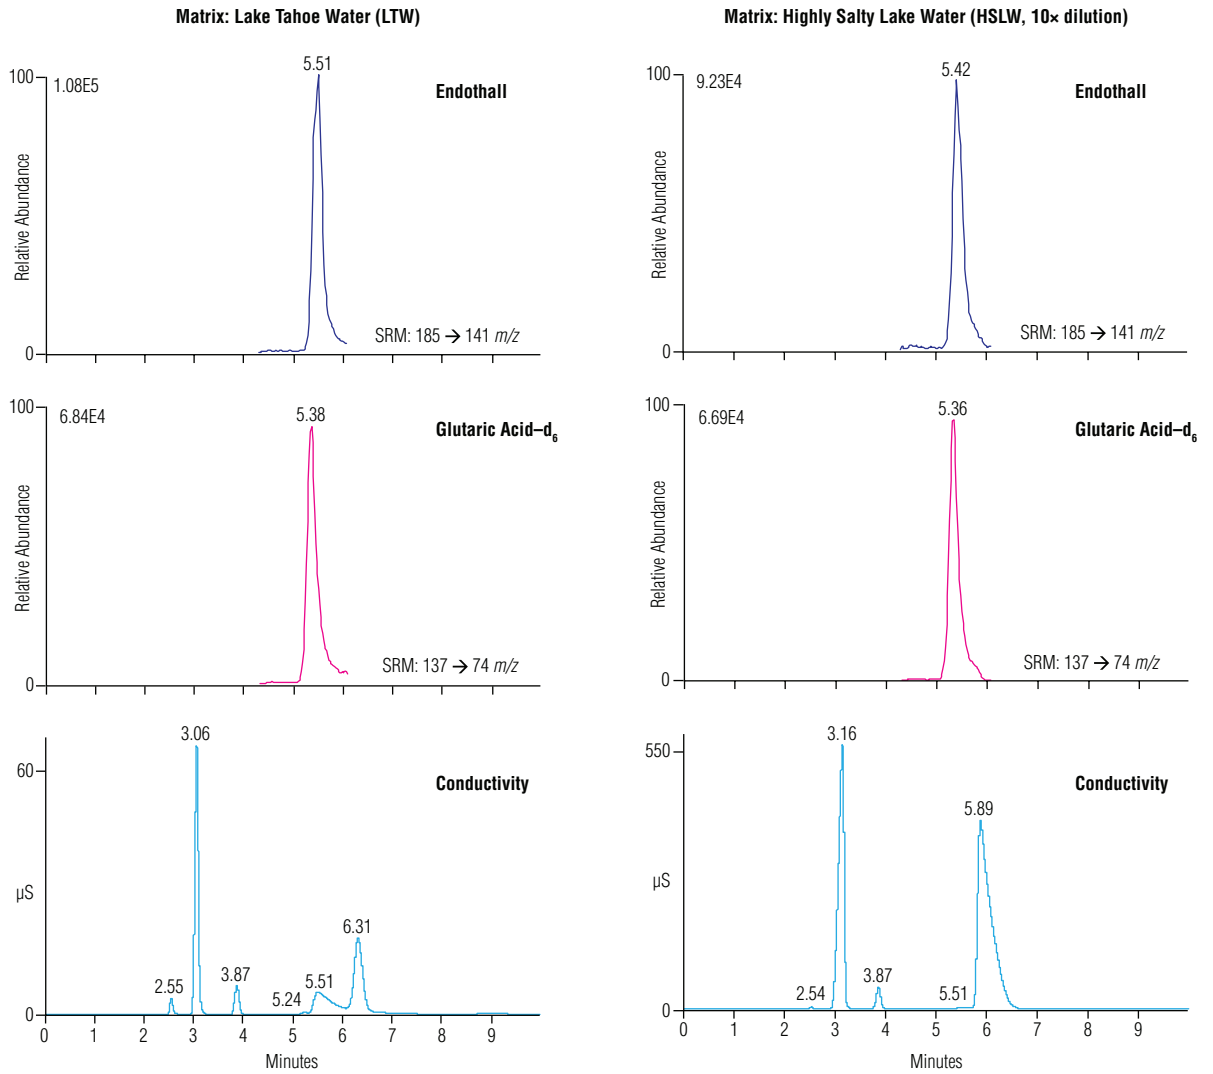 Matrix: Lake Tahoe Water (LTW)
100
1.08E5
5.51
Endothall
Relative Abundance
SRM: 185 → 141 m/z
0
100
6.84E4
5.38
Glutaric Acid–d6
Relative Abundance
SRM: 137 → 74 m/z
0
3.06
60
Conductivity
µS
2.55
3.87
5.24
5.51
6.31
0
0 1 2 3 4 5 6 7 8 9
Minutes
Matrix: Highly Salty Lake Water (HSLW, 10× dilution)
100
9.23E4
5.42
Endothall
Relative Abundance
SRM: 185 → 141 m/z
0
100
6.69E4
5.36
Glutaric Acid–d6
Relative Abundance
SRM: 137 → 74 m/z
0
3.16
550
Conductivity
5.89
µS
2.54
3.87
5.51
0
0 1 2 3 4 5 6 7 8 9
Minutes